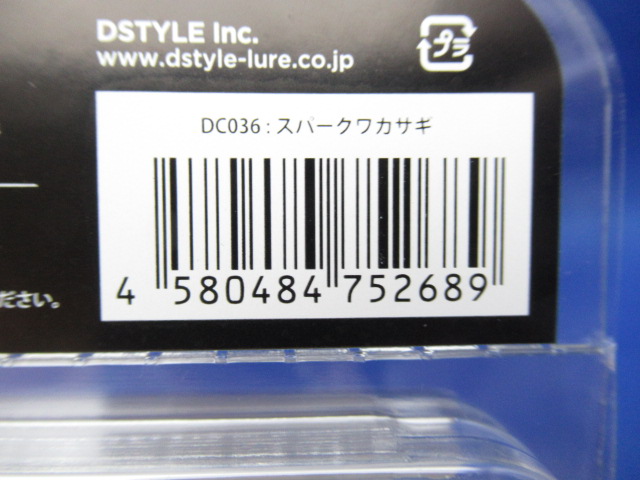 DSTYLE Inc.
www.dstyle-lure.co.jp
プラ
DC036 : スパークワカサギ
4 580484 752689
ださい。